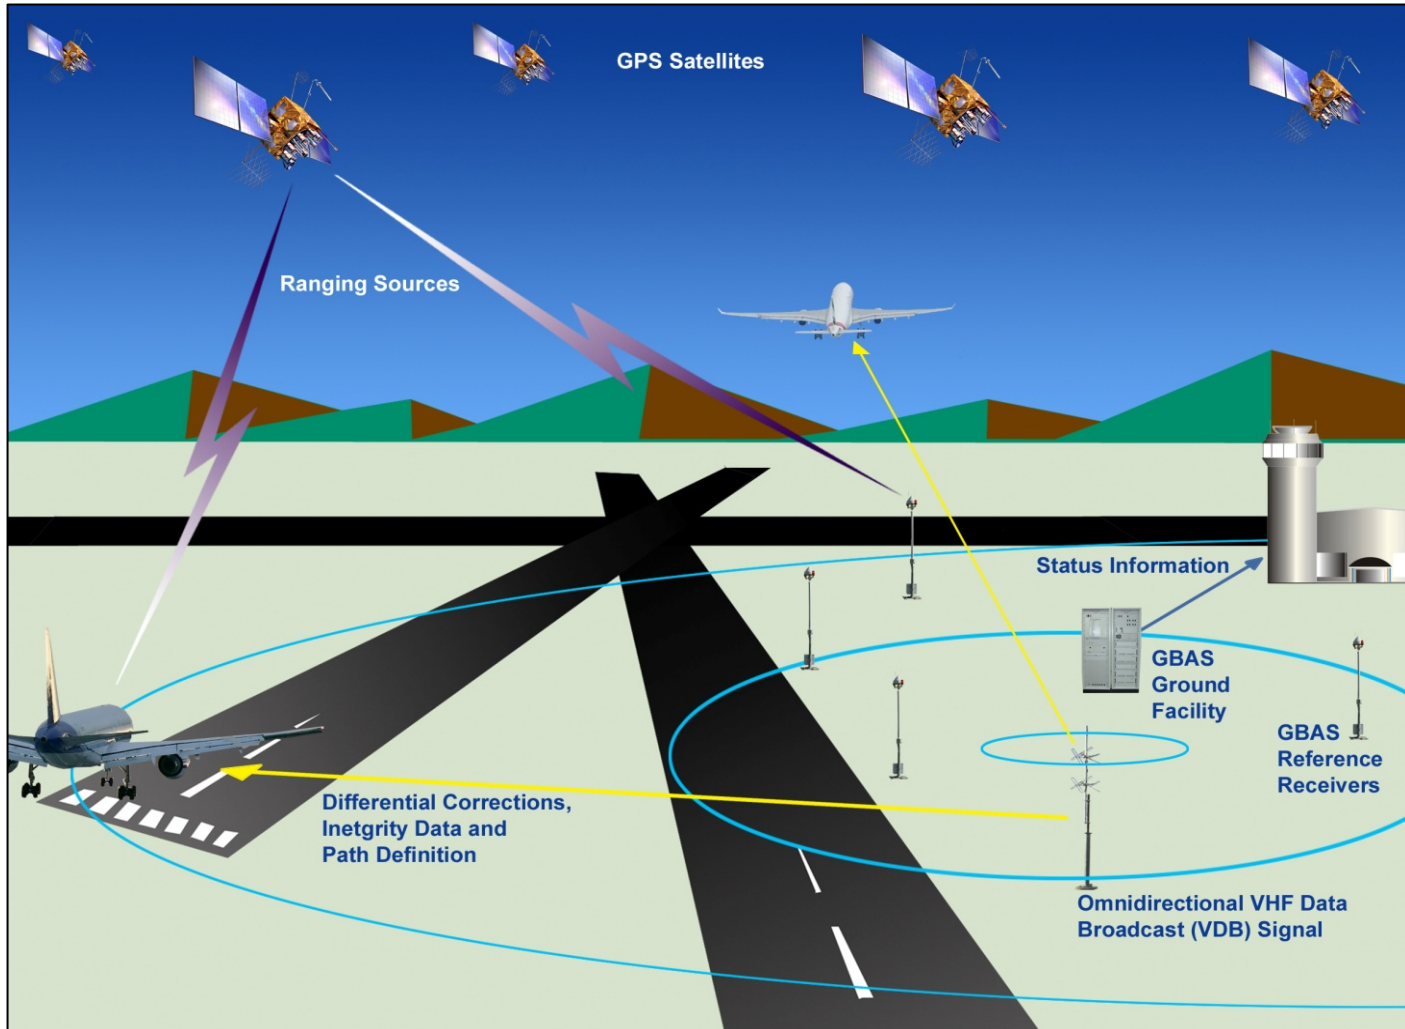 GPS Satellites
Ranging Sources
Status Information
GBAS
Ground
Facility
GBAS
Reference
Receivers
Differential Corrections,
Inetgrity Data and
Path Definition
Omnidirectional VHF Data
Broadcast (VDB) Signal